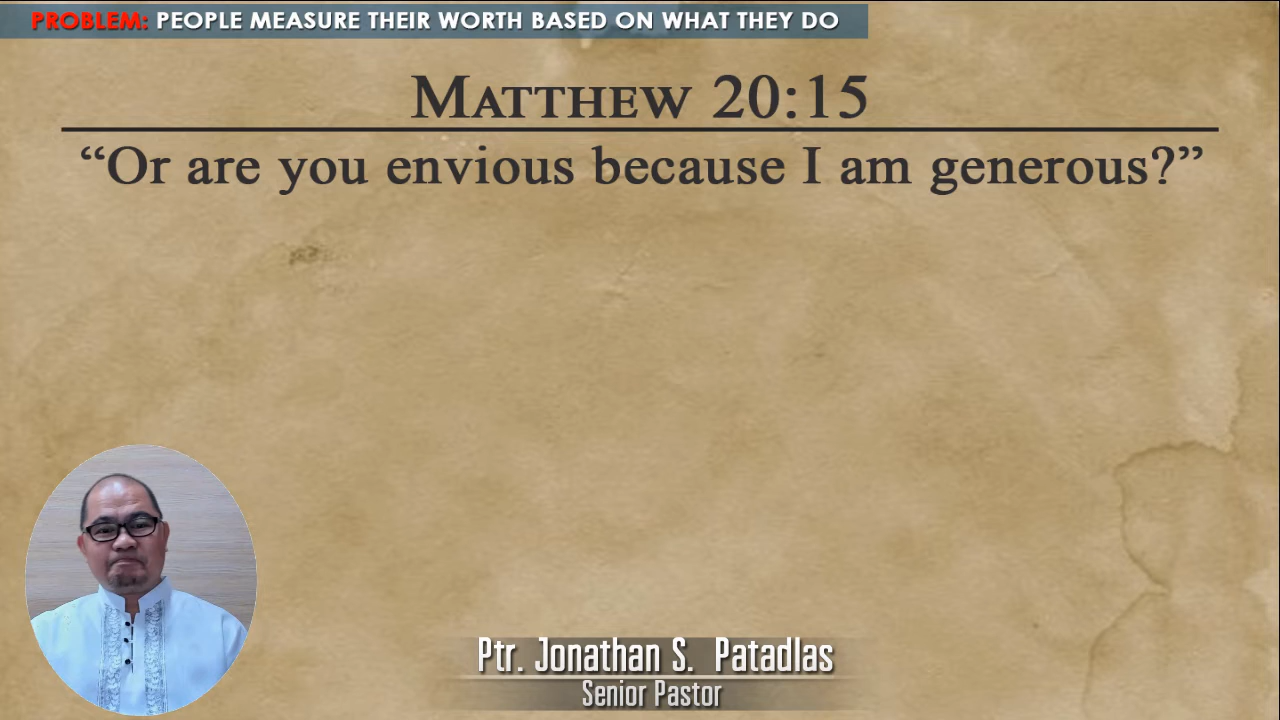 PROBLEM: PEOPLE MEASURE THEIR WORTH BASED ON WHAT THEY DO
MATTHEW 20:15
“Or are you envious because I am generous?”
Ptr. Jonathan S. Patadlas
Senior Pastor